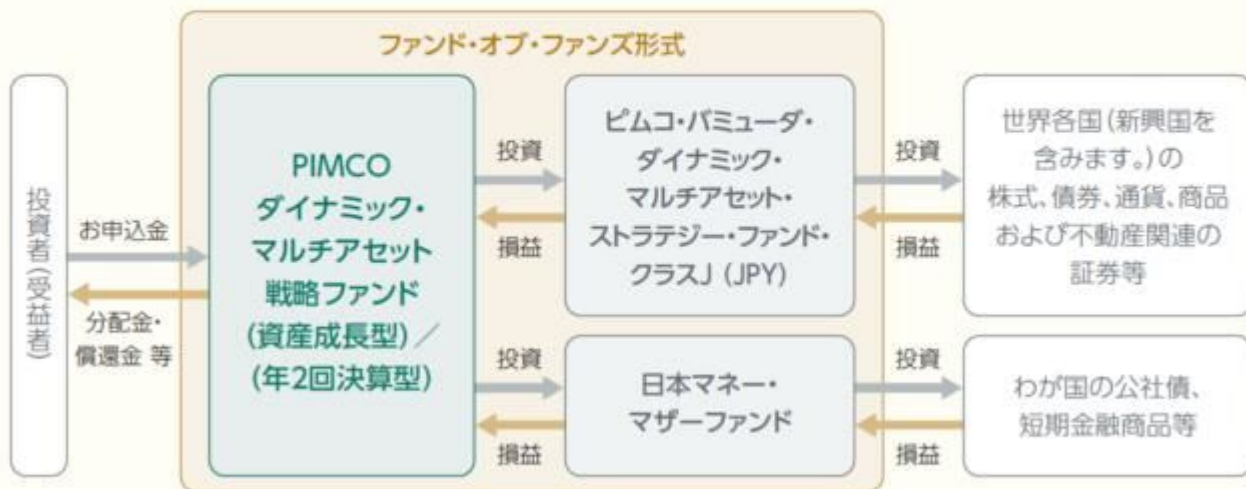 ファンド・オブ・ファンズ形式
投資者(受益者)
お申込金
分配金・
償還金 等
PIMCO
ダイナミック・
マルチアセット
戦略ファンド
(資産成長型)／
(年2回決算型)
投資
損益
ピムコ・バミューダ・
ダイナミック・
マルチアセット・
ストラテジー・ファンド・
クラスJ (JPY)
投資
損益
世界各国(新興国を
含みます。)の
株式、債券、通貨、商品
および不動産関連の
証券等
投資
損益
日本マネー・
マザーファンド
投資
損益
わが国の公社債、
短期金融商品等